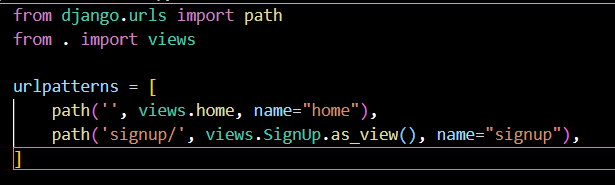 from django.urls import path
from . import views
urlpatterns = [
path('', views.home, name="home"),
path('signup/', views.SignUp.as_view(), name="signup"),
]